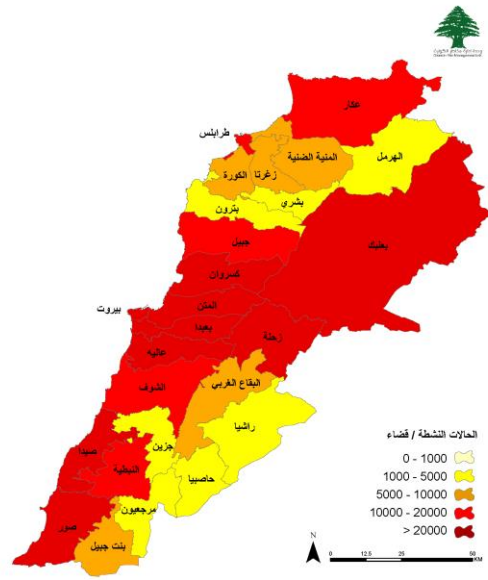 عكار
طرابلس
المنية الضنية
الهرمل
زغرتا
الكورة
بشري
بترون
بعلبك
جبيل
كسروان
المتن
بيروت
بعبدا
زحلة
عاليه
البقاع الغربي
الشوف
راشيا
جزين
صيدا
النبطية
حاصبيا
مرجعيون
صور
بنت جبيل
الحالات النشطة / قضاء
0 - 1000
1000 - 5000
5000 - 10000
10000 - 20000
> 20000
N
0 12.5 25 50
KM